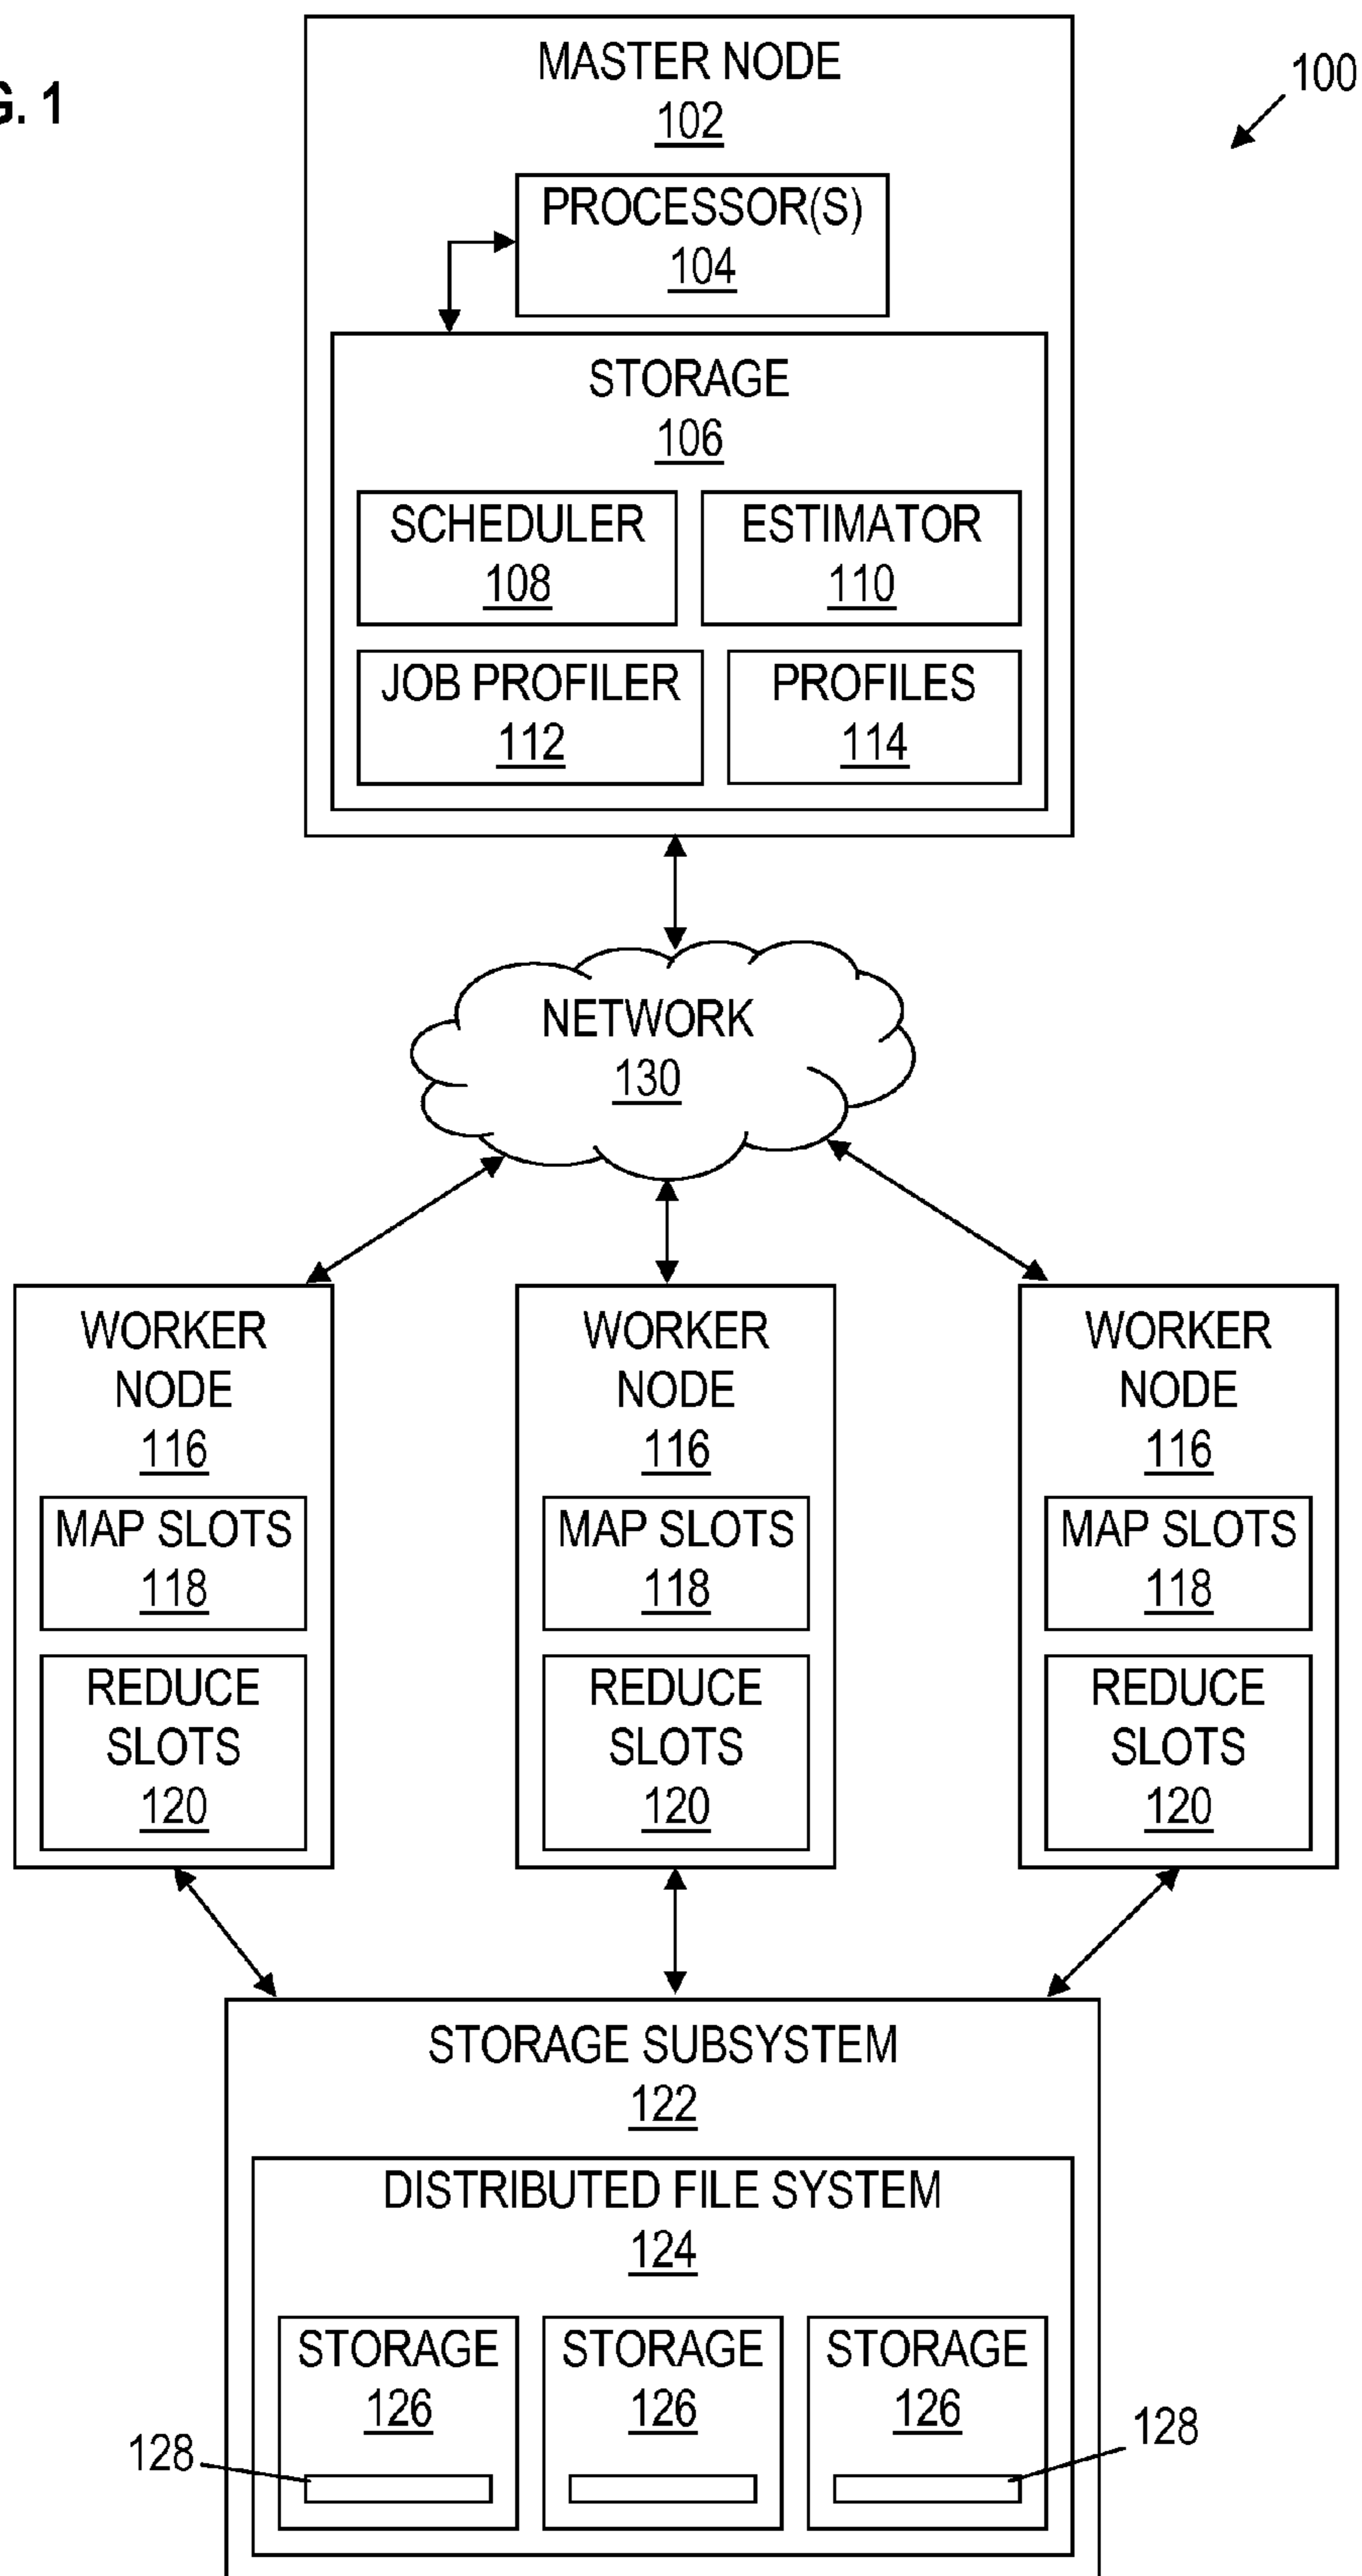 G. 1
100
MASTER NODE
102
PROCESSOR(S)
104
STORAGE
106
SCHEDULER
108
ESTIMATOR
110
JOB PROFILER
112
PROFILES
114
NETWORK
130
WORKER
NODE
116
MAP SLOTS
118
REDUCE
SLOTS
120
WORKER
NODE
116
MAP SLOTS
118
REDUCE
SLOTS
120
WORKER
NODE
116
MAP SLOTS
118
REDUCE
SLOTS
120
STORAGE SUBSYSTEM
122
DISTRIBUTED FILE SYSTEM
124
STORAGE
126
STORAGE
126
STORAGE
126
128
128